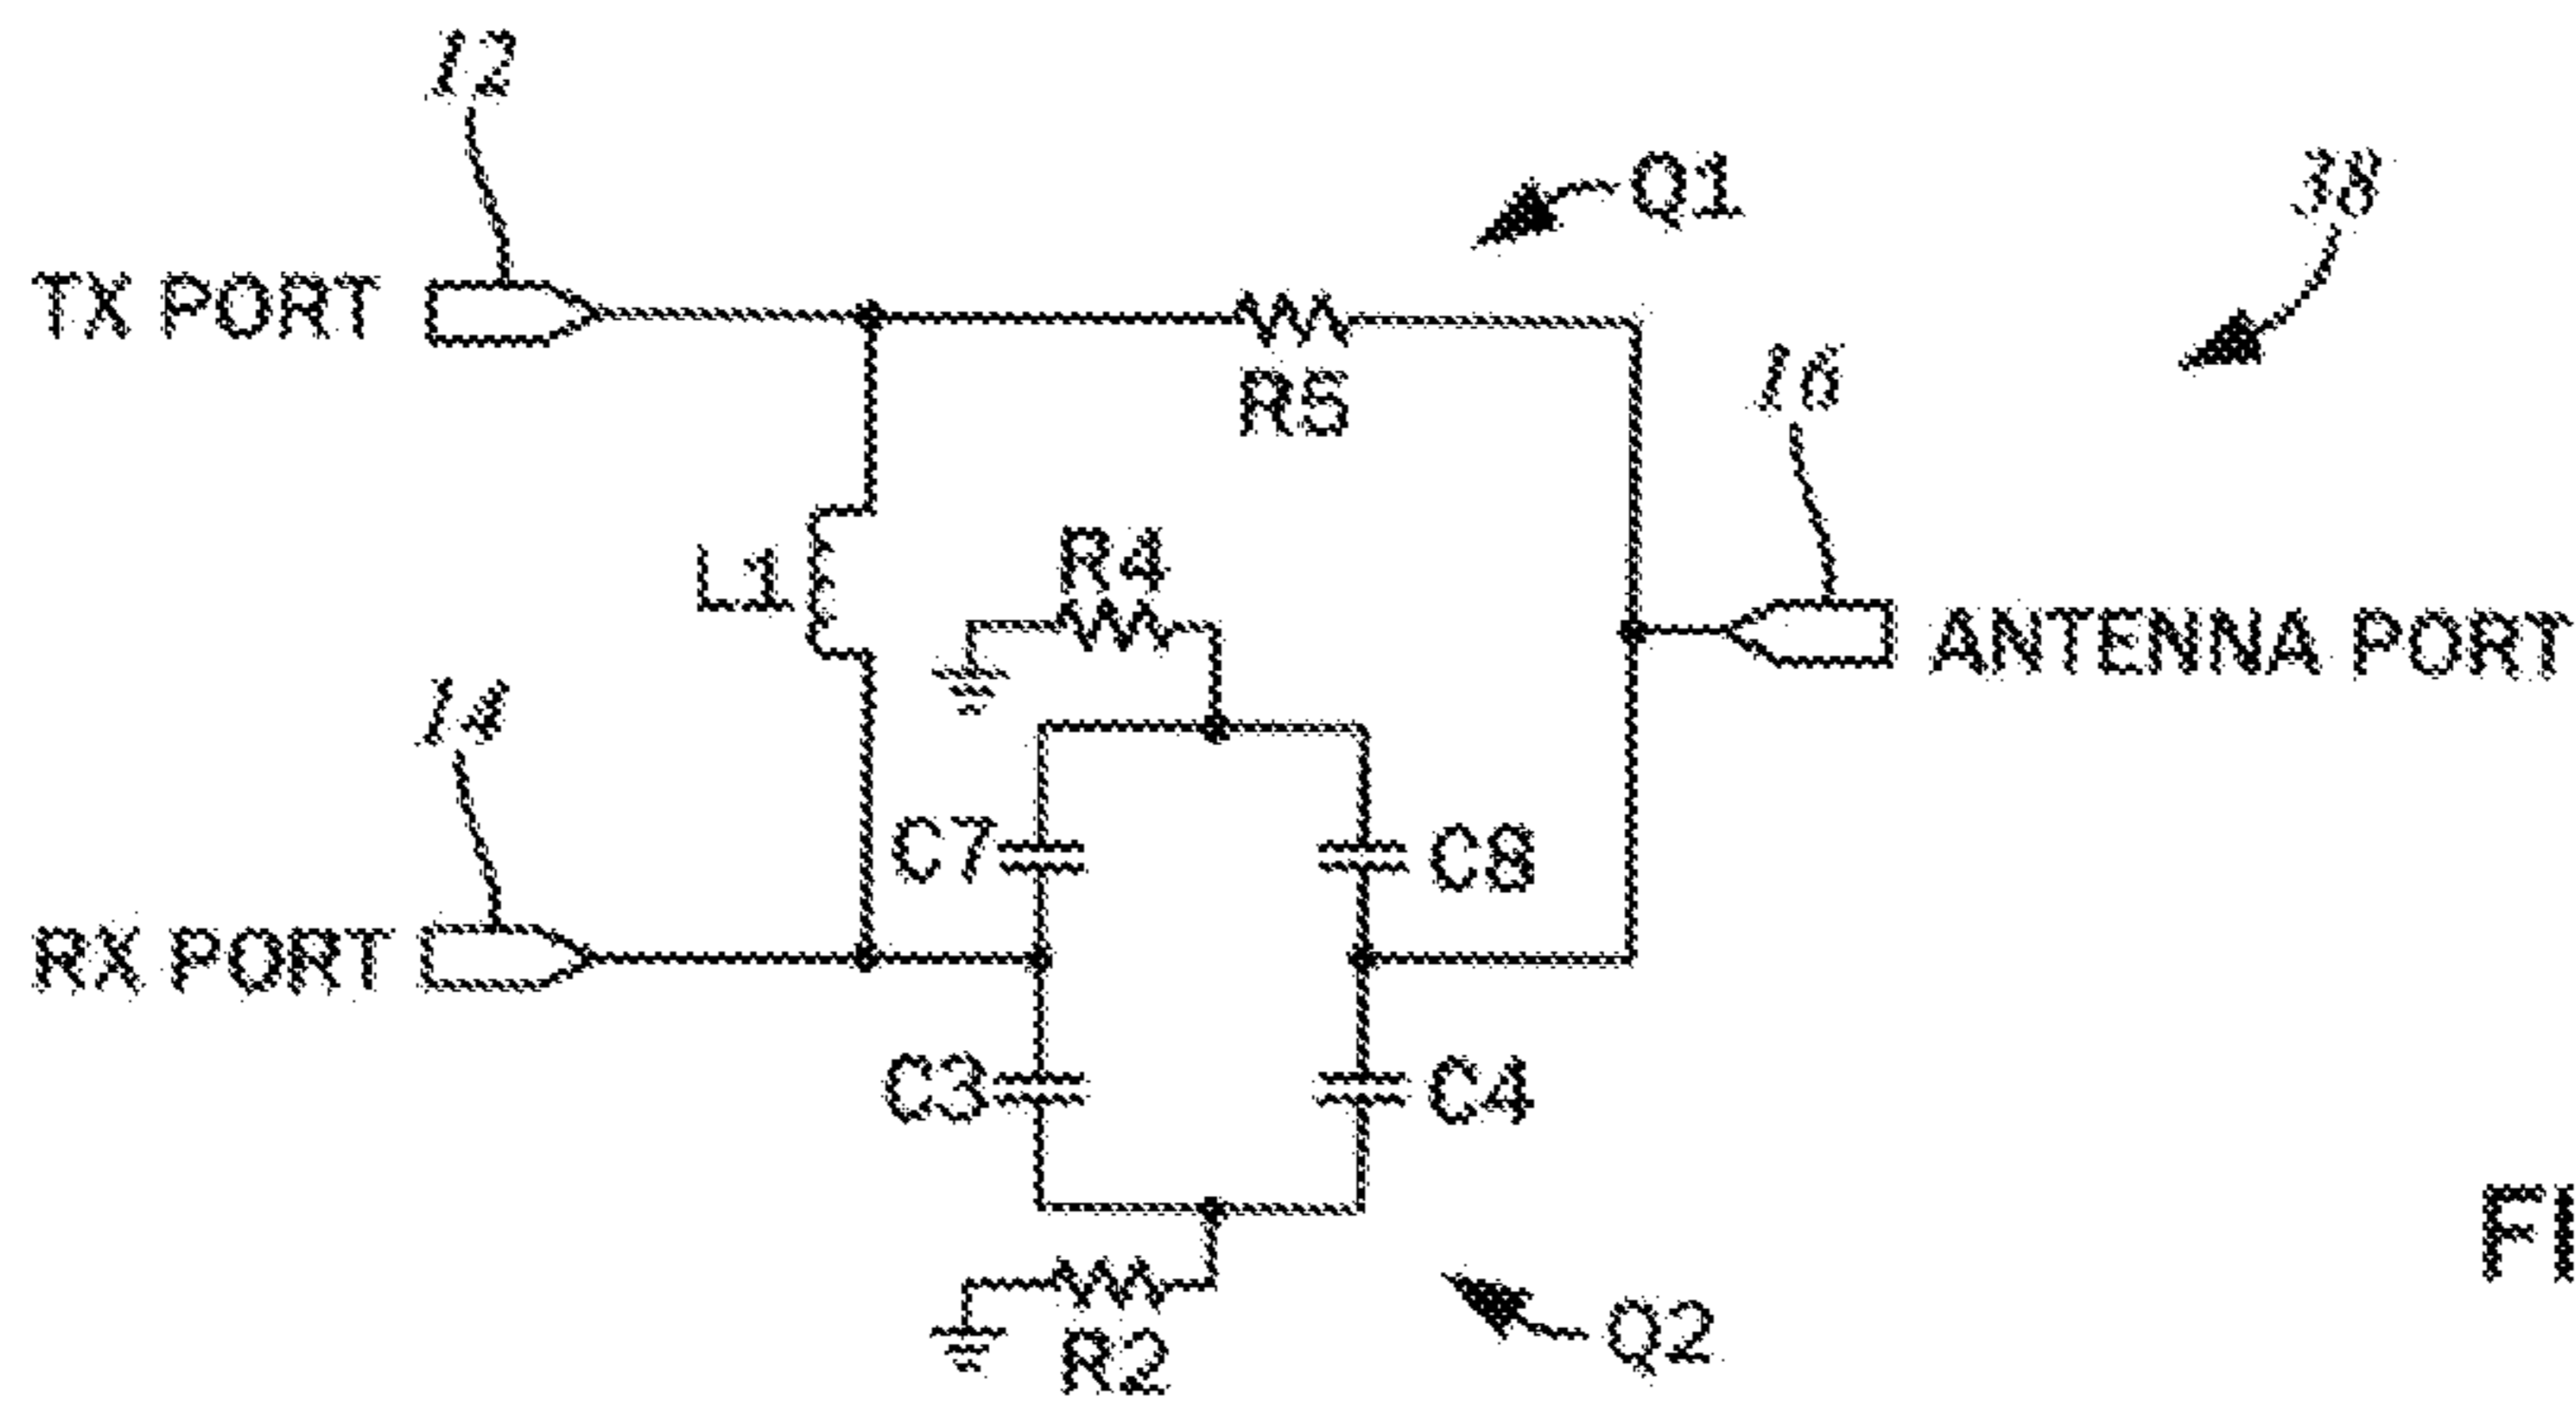 12
Q1
38
TX PORT
16
R5
R4
L1
ANTENNA PORT
14
C7
C8
RX PORT
C3
C4
FI
Q2
R2